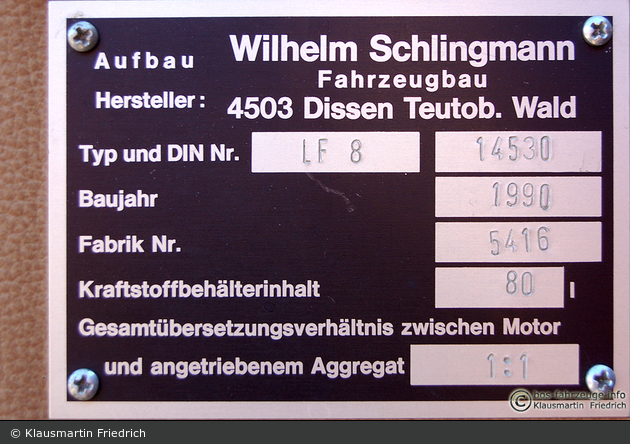 Aufbau Wilhelm Schlingmann
Fahrzeugbau
Hersteller: 4503 Dissen Teutob. Wald
Typ und DIN Nr. LF 8 14530
Baujahr 1990
Fabrik Nr. 5416
Kraftstoffbehälterinhalt 80 l
Gesamtübersetzungsverhältnis zwischen Motor
und angetriebenem Aggregat 1:1
© bos-fahrzeuge.info
Klausmartin Friedrich
© Klausmartin Friedrich